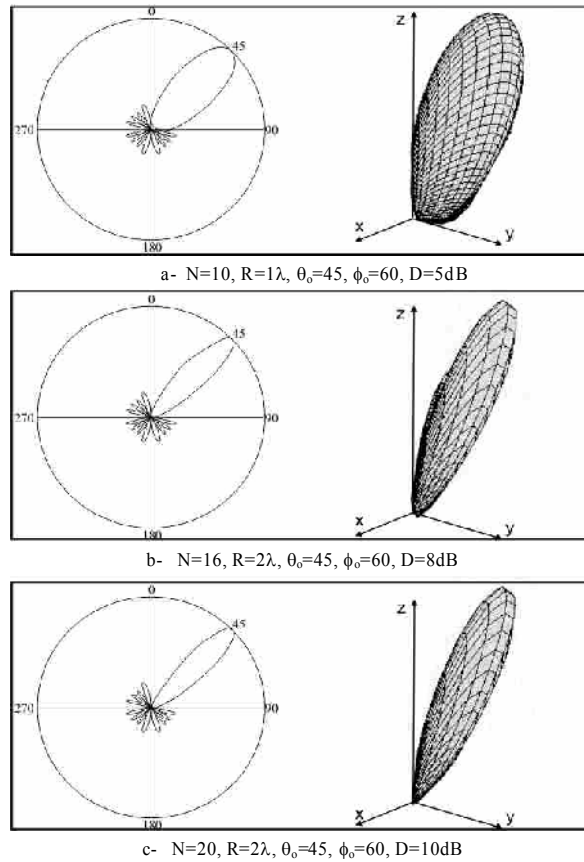 0
45
270
90
180
z
x
y
a- N=10, R=1λ, θₒ=45, ϕₒ=60, D=5dB
0
45
270
90
180
z
x
y
b- N=16, R=2λ, θₒ=45, ϕₒ=60, D=8dB
0
45
270
90
180
z
x
y
c- N=20, R=2λ, θₒ=45, ϕₒ=60, D=10dB